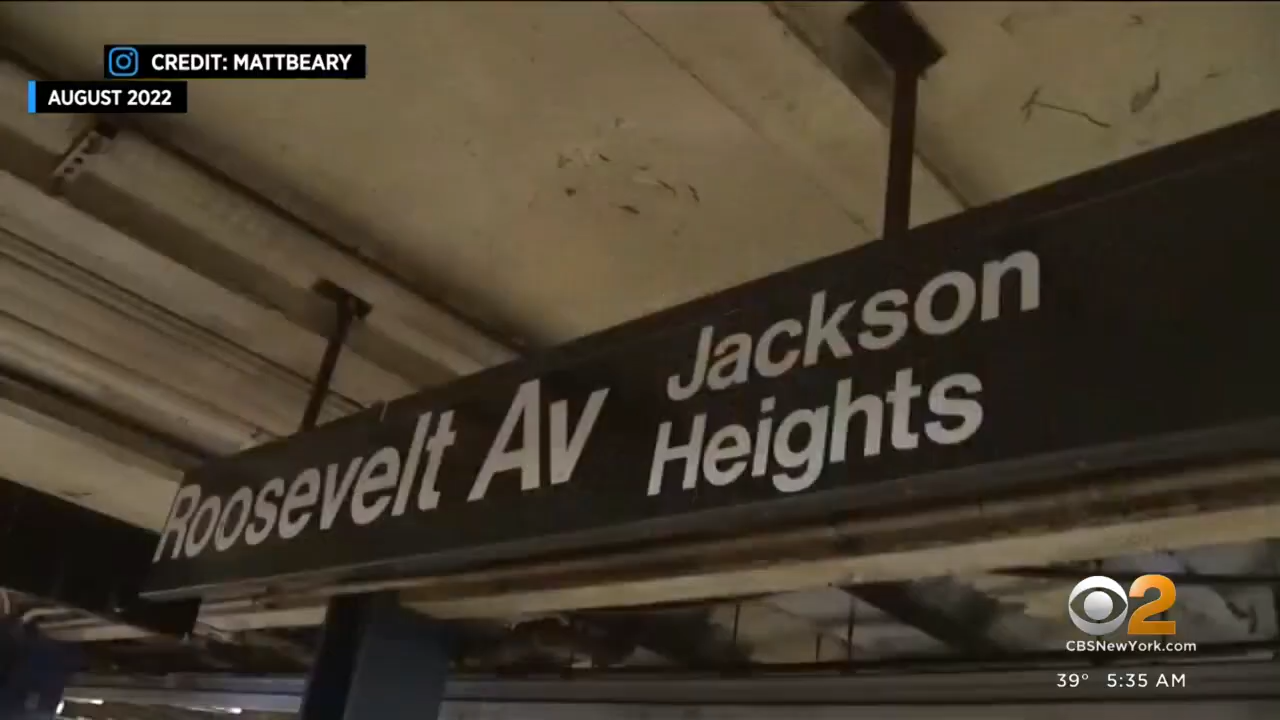 CREDIT: MATTBEARY
AUGUST 2022
Roosevelt Av
Jackson
Heights
2
CBSNewYork.com
39° 5:35 AM